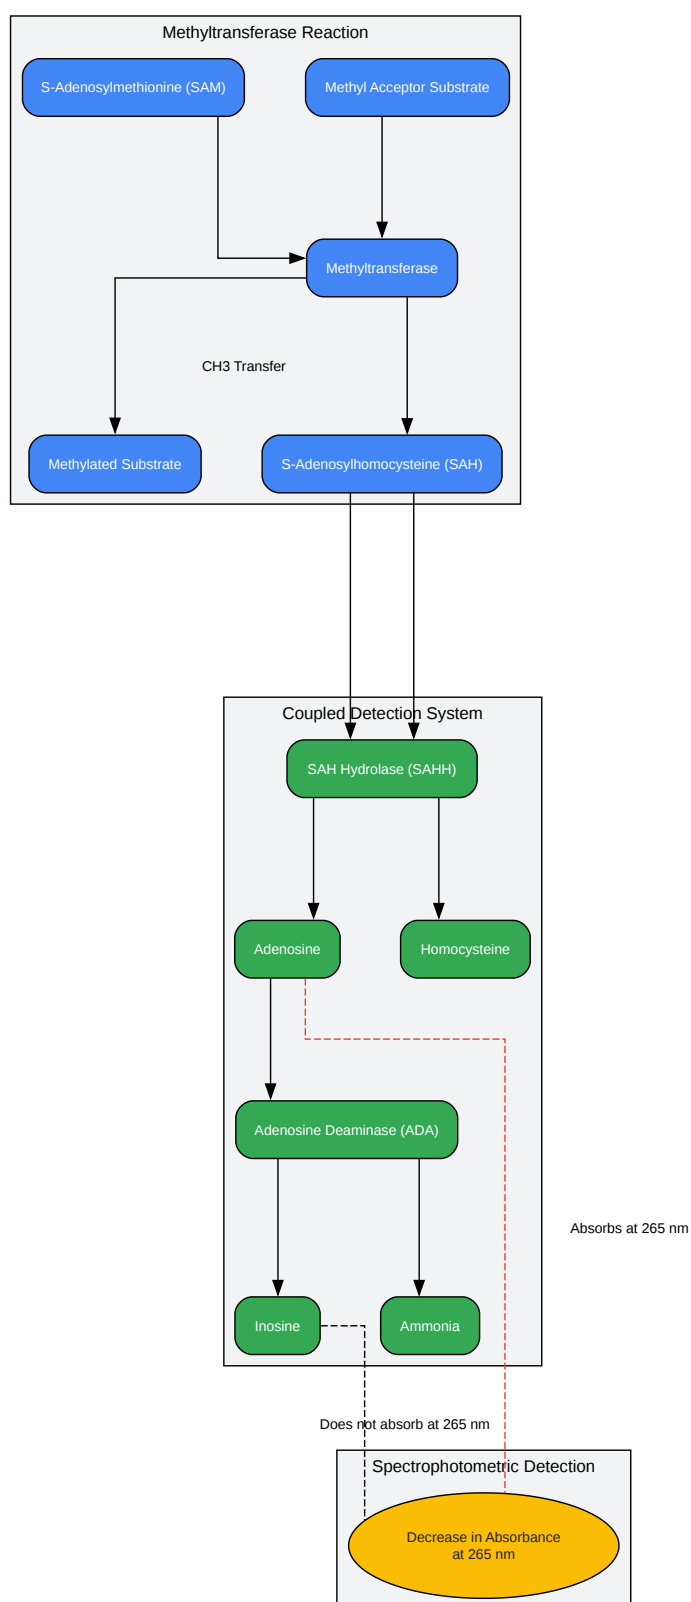 Methyltransferase Reaction
S-Adenosylmethionine (SAM)
Methyl Acceptor Substrate
Methyltransferase
CH3 Transfer
Methylated Substrate
S-Adenosylhomocysteine (SAH)
Coupled Detection System
SAH Hydrolase (SAHH)
Adenosine
Homocysteine
Adenosine Deaminase (ADA)
Absorbs at 265 nm
Inosine
Ammonia
Does not absorb at 265 nm
Spectrophotometric Detection
Decrease in Absorbance
at 265 nm